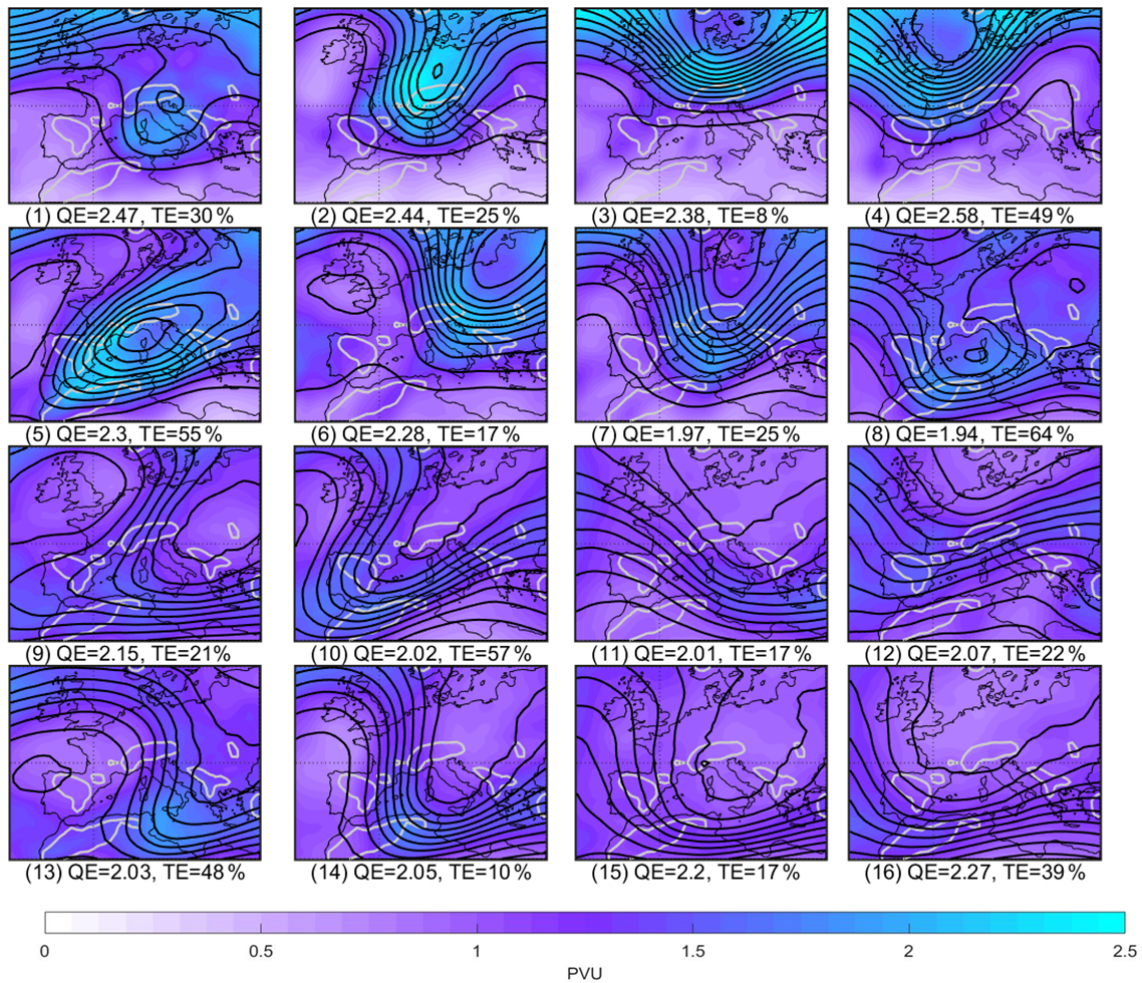 (1) QE=2.47, TE=30 %
(2) QE=2.44, TE=25 %
(3) QE=2.38, TE=8 %
(4) QE=2.58, TE=49 %
(5) QE=2.3, TE=55 %
(6) QE=2.28, TE=17 %
(7) QE=1.97, TE=25 %
(8) QE=1.94, TE=64 %
(9) QE=2.15, TE=21 %
(10) QE=2.02, TE=57 %
(11) QE=2.01, TE=17 %
(12) QE=2.07, TE=22 %
(13) QE=2.03, TE=48 %
(14) QE=2.05, TE=10 %
(15) QE=2.2, TE=17 %
(16) QE=2.27, TE=39 %
0 0.5 1 1.5 2 2.5
PVU